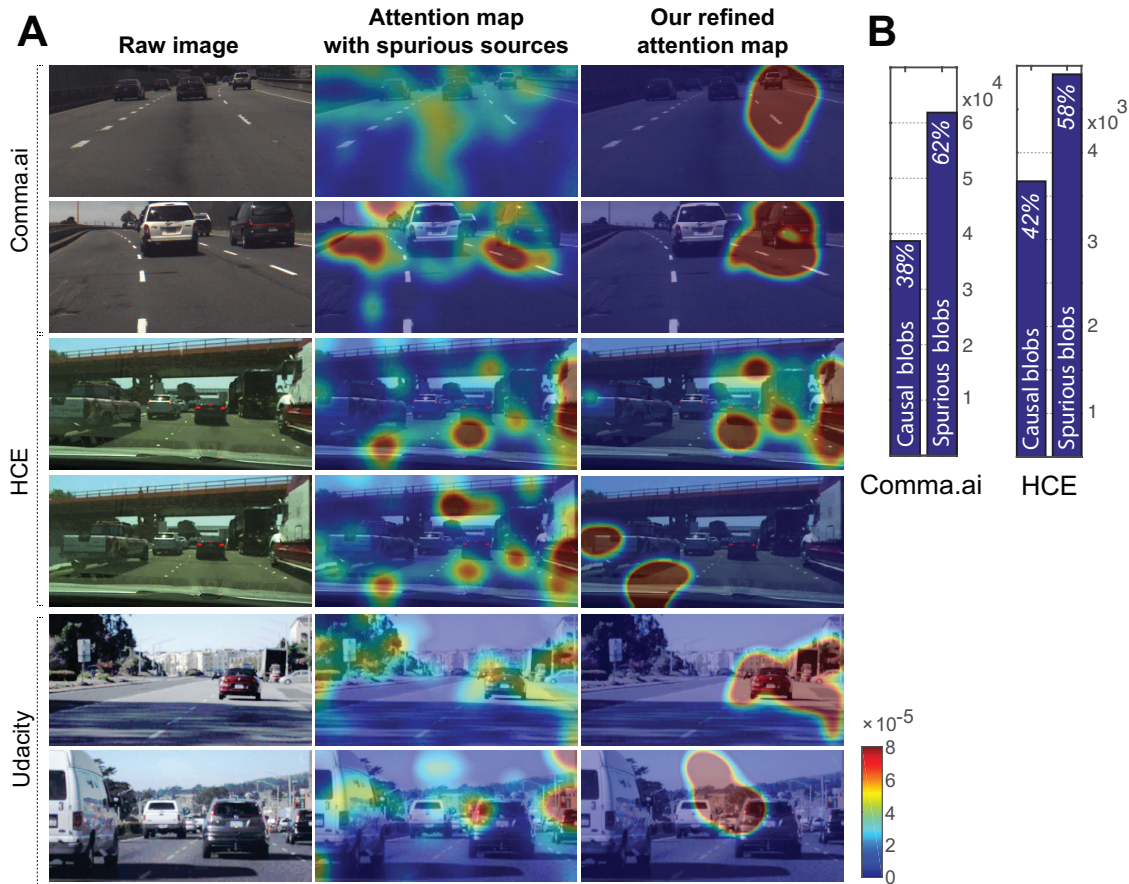 A
Raw image
Attention map
with spurious sources
Our refined
attention map
Comma.ai
HCE
Udacity
× 10-5
8
6
4
2
0
B
x10 4
6
5
4
3
2
1
38%
Causal blobs
62%
Spurious blobs
Comma.ai
x10 3
4
3
2
1
42%
Causal blobs
58%
Spurious blobs
HCE